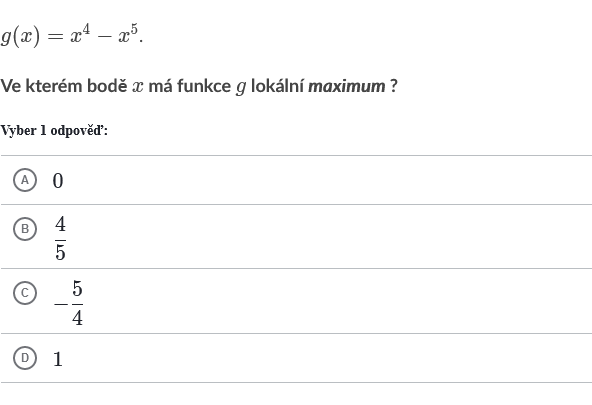 g(x) = x⁴ − x⁵.
Ve kterém bodě x má funkce g lokální maximum ?
Vyber 1 odpověď:
A 0
B 4/5
C −5/4
D 1